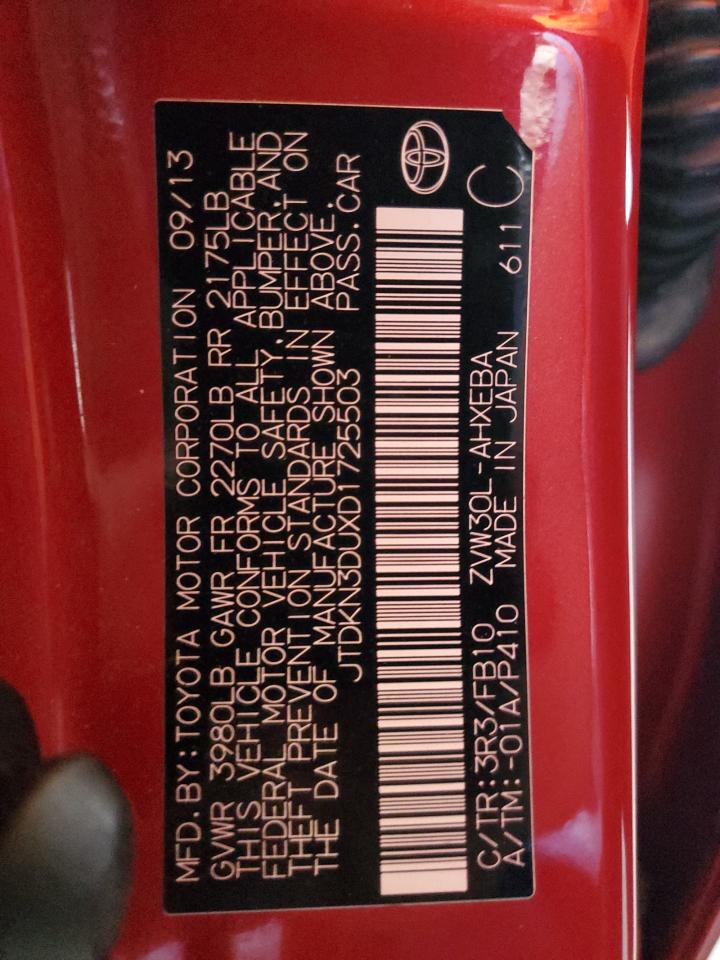 MFD. BY: TOYOTA MOTOR CORPORATION 09/13
GVWR 3980LB GAWR FR 2270LB RR 2175LB
THIS VEHICLE CONFORMS TO ALL APPLICABLE
FEDERAL MOTOR VEHICLE SAFETY, BUMPER, AND
THEFT PREVENTION STANDARDS IN EFFECT ON
THE DATE OF MANUFACTURE SHOWN ABOVE.
JTDKN3DUXD1725503 PASS. CAR
C/TR: 3R3/FB10 ZVW30L-AHXEBA
A/TM: -01A/P410 MADE IN JAPAN 611 C